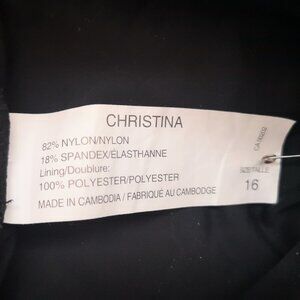 CHRISTINA
82% NYLON/NYLON
18% SPANDEX/ÉLASTHANNE
Lining/Doublure:
100% POLYESTER/POLYESTER
MADE IN CAMBODIA / FABRIQUÉ AU CAMBODGE
SIZE/TAILLE
16